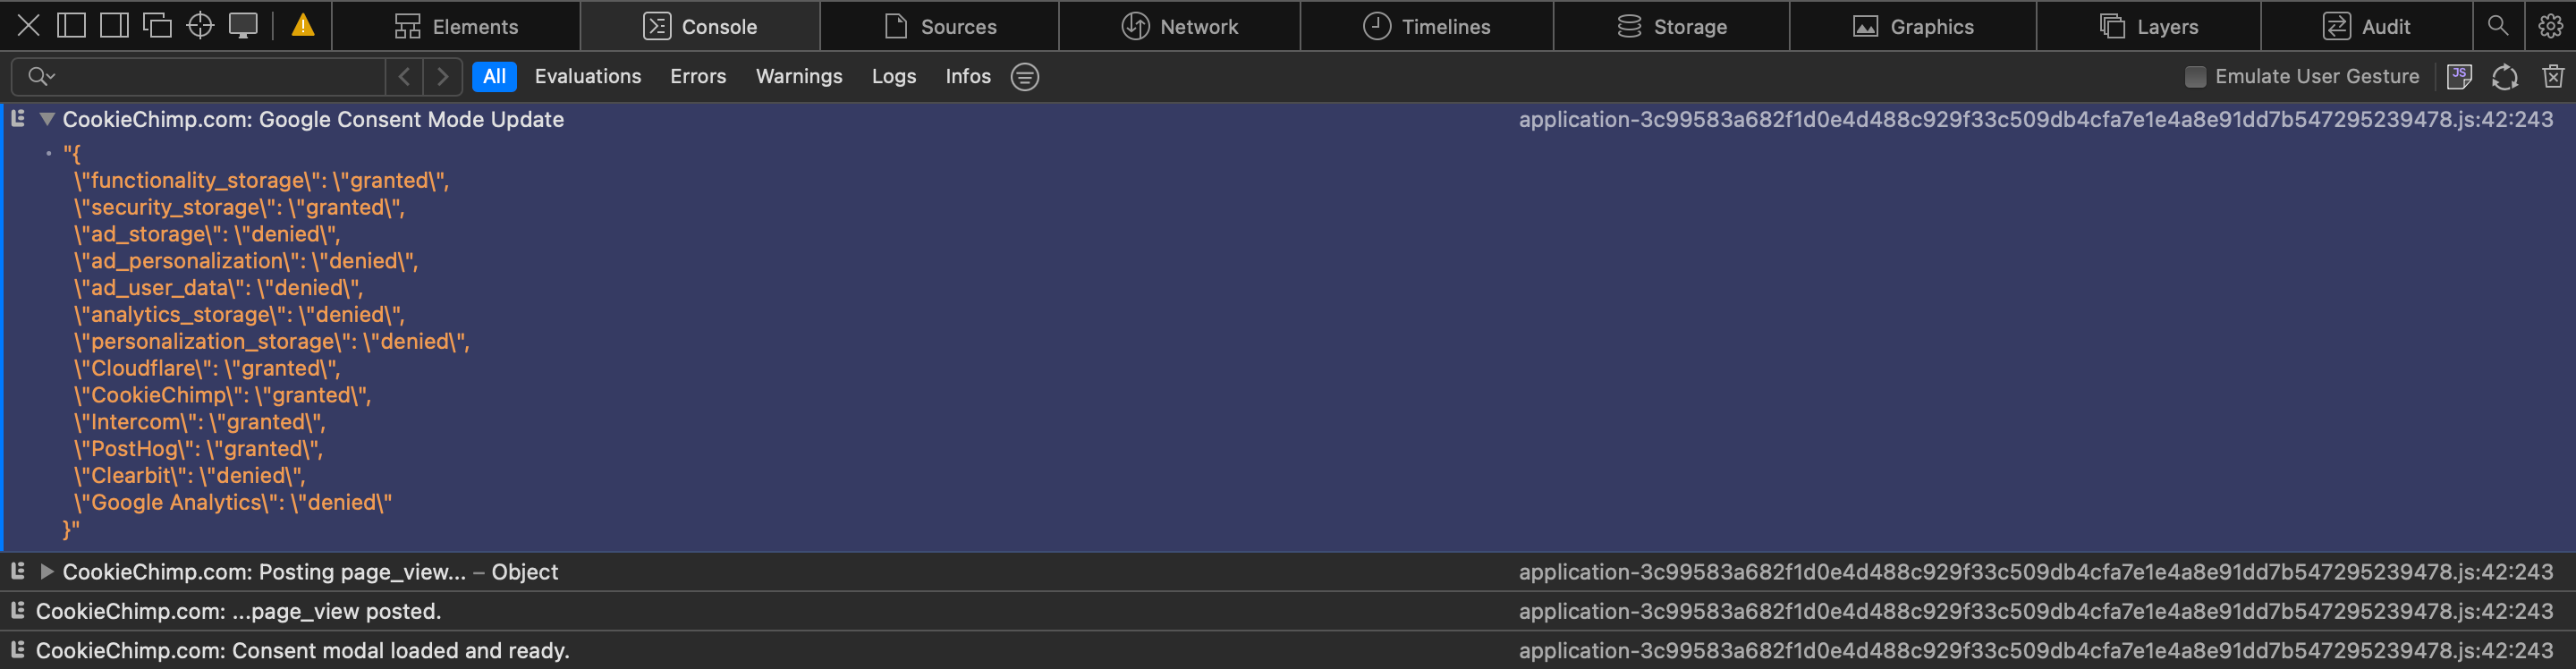 Elements Console Sources Network Timelines Storage Graphics Layers Audit
All Evaluations Errors Warnings Logs Infos Emulate User Gesture JS
CookieChimp.com: Google Consent Mode Update application-3c99583a682f1d0e4d488c929f33c509db4cfa7e1e4a8e91dd7b547295239478.js:42:243
"{
\"functionality_storage\": \"granted\",
\"security_storage\": \"granted\",
\"ad_storage\": \"denied\",
\"ad_personalization\": \"denied\",
\"ad_user_data\": \"denied\",
\"analytics_storage\": \"denied\",
\"personalization_storage\": \"denied\",
\"Cloudflare\": \"granted\",
\"CookieChimp\": \"granted\",
\"Intercom\": \"granted\",
\"PostHog\": \"granted\",
\"Clearbit\": \"denied\",
\"Google Analytics\": \"denied\"
}"
CookieChimp.com: Posting page_view... – Object application-3c99583a682f1d0e4d488c929f33c509db4cfa7e1e4a8e91dd7b547295239478.js:42:243
CookieChimp.com: ...page_view posted. application-3c99583a682f1d0e4d488c929f33c509db4cfa7e1e4a8e91dd7b547295239478.js:42:243
CookieChimp.com: Consent modal loaded and ready. application-3c99583a682f1d0e4d488c929f33c509db4cfa7e1e4a8e91dd7b547295239478.js:42:243